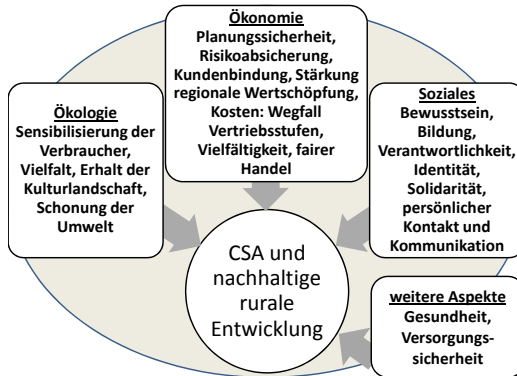 Ökonomie
Planungssicherheit,
Risikoabsicherung,
Kundenbindung, Stärkung
regionale Wertschöpfung,
Kosten: Wegfall
Vertriebsstufen,
Vielfältigkeit, fairer
Handel
Ökologie
Sensibilisierung der
Verbraucher,
Vielfalt, Erhalt der
Kulturlandschaft,
Schonung der
Umwelt
Soziales
Bewusstsein,
Bildung,
Verantwortlichkeit,
Identität,
Solidarität,
persönlicher
Kontakt und
Kommunikation
CSA und
nachhaltige
rurale
Entwicklung
weitere Aspekte
Gesundheit,
Versorgungs-
sicherheit